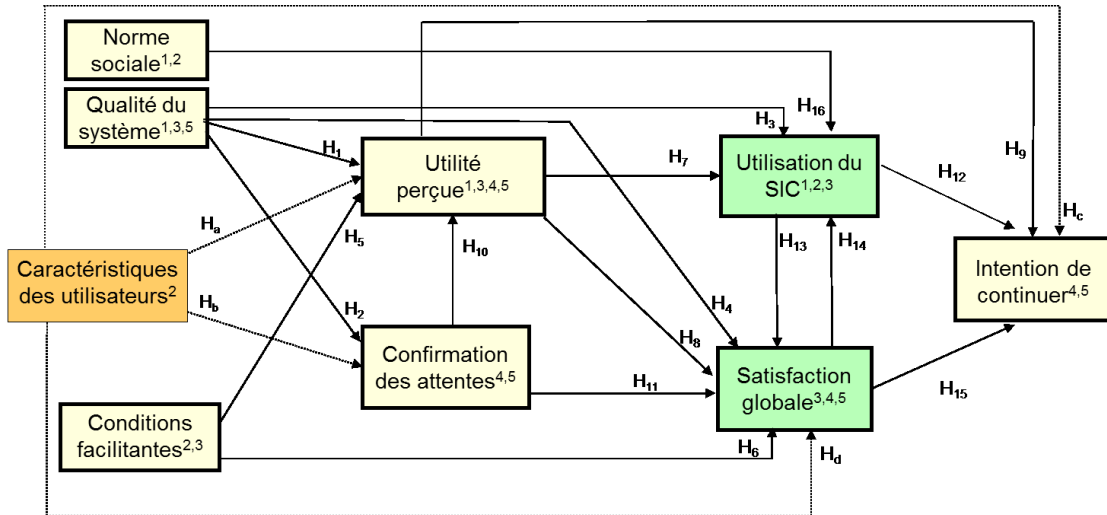 Norme
sociale1,2
Qualité du
système1,3,5
H16
H3
H1
Utilité
perçue1,3,4,5
H7
Utilisation du
SIC1,2,3
H9
H12
Ha
H5
Hc
H10
H13
H14
Caractéristiques
des utilisateurs2
Intention de
continuer4,5
Hb
H2
H4
H8
Confirmation
des attentes4,5
H11
Satisfaction
globale3,4,5
H15
Conditions
facilitantes2,3
H6
Hd